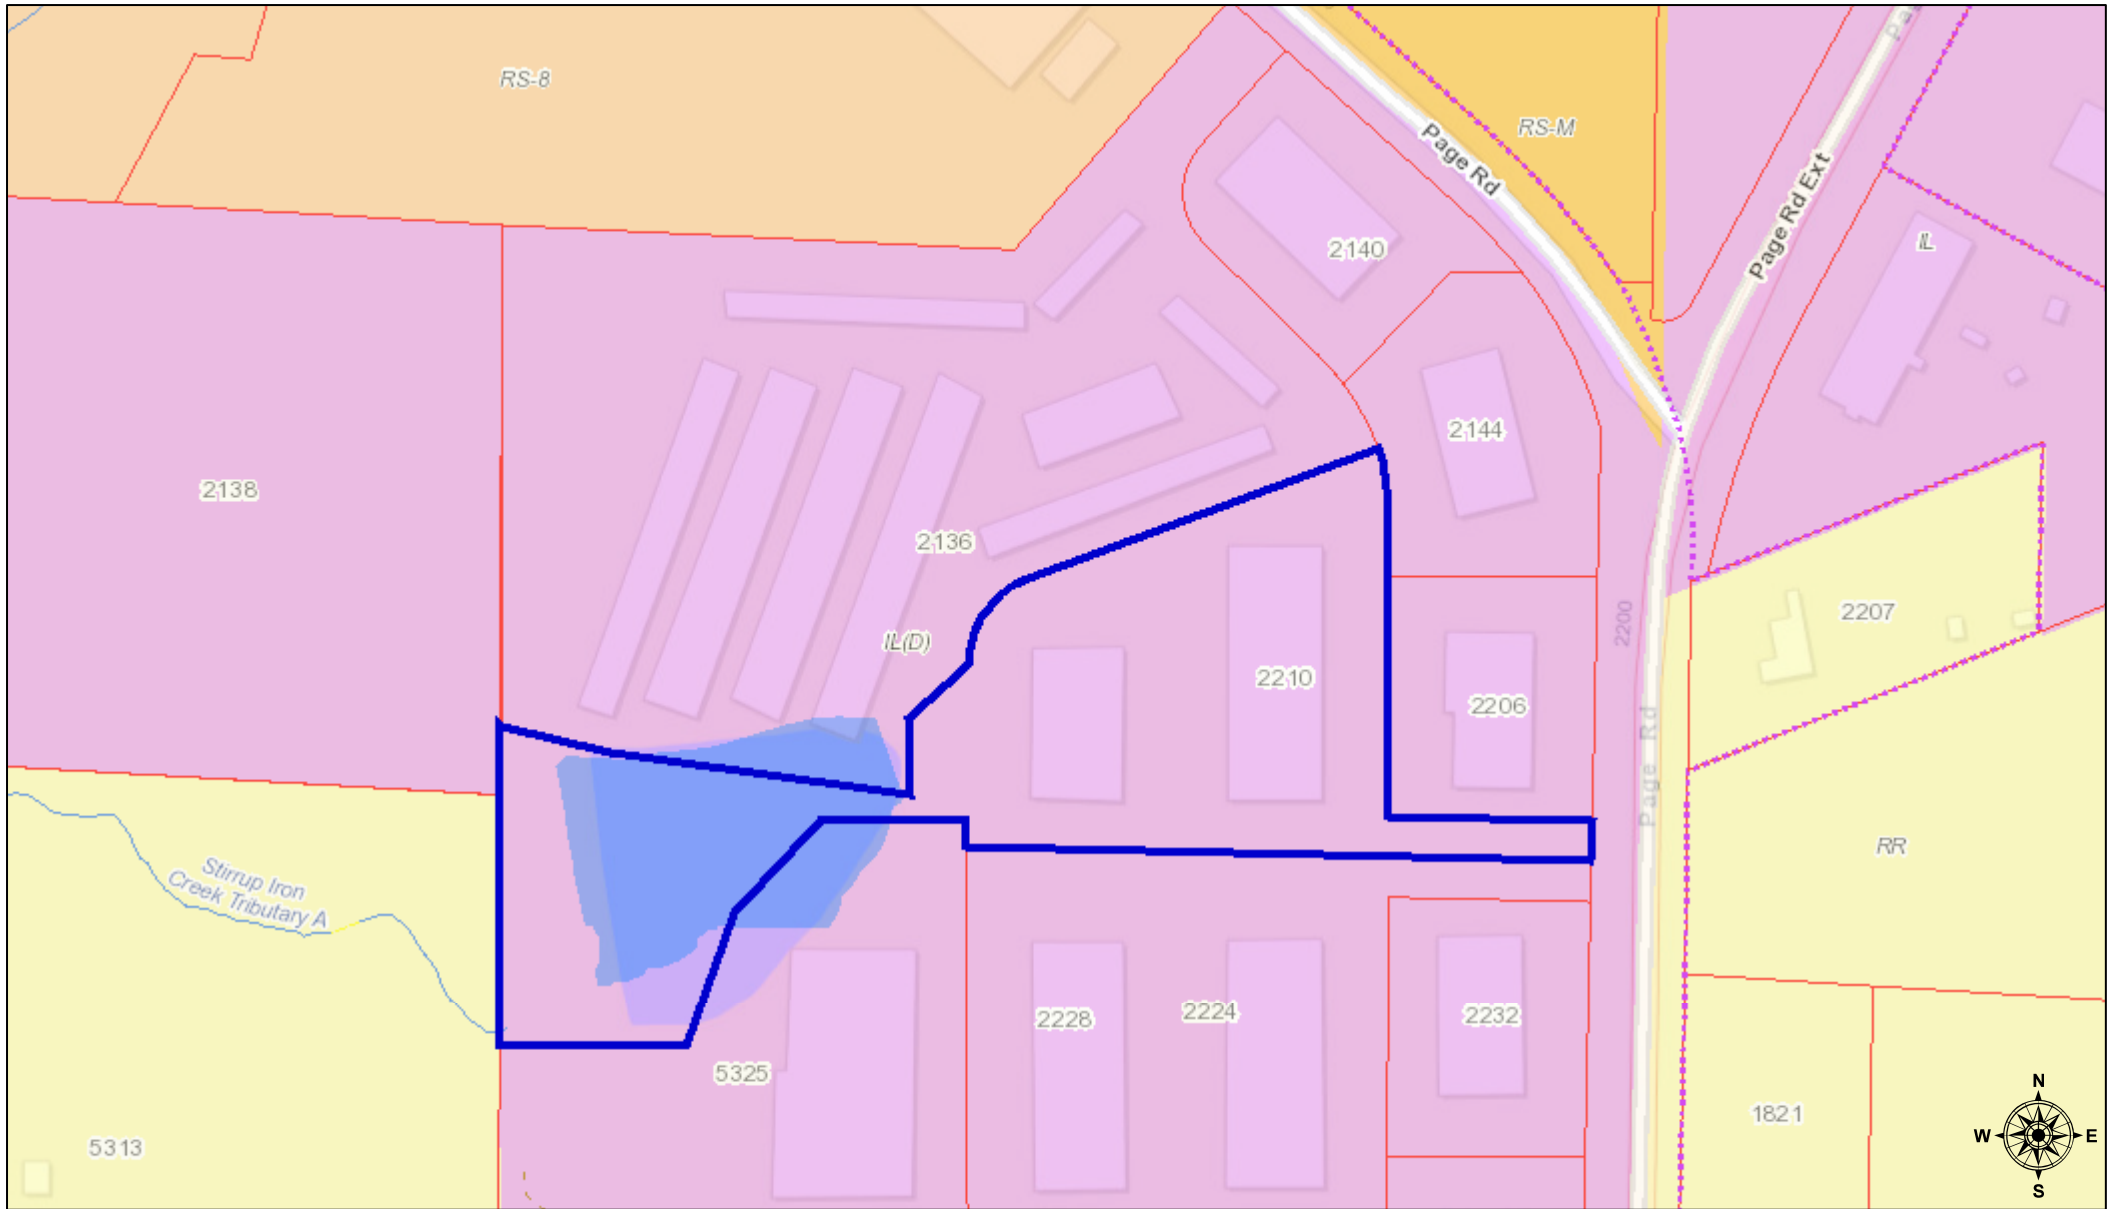 RS-8
RS-M
Page Rd
Page Rd Ext
IL
2140
2144
2138
2136
IL(D)
2200
2207
2210
2206
Page Rd
RR
Stirrup Iron
Creek Tributary A
2228
2224
2232
5325
1821
5313
N
W
E
S